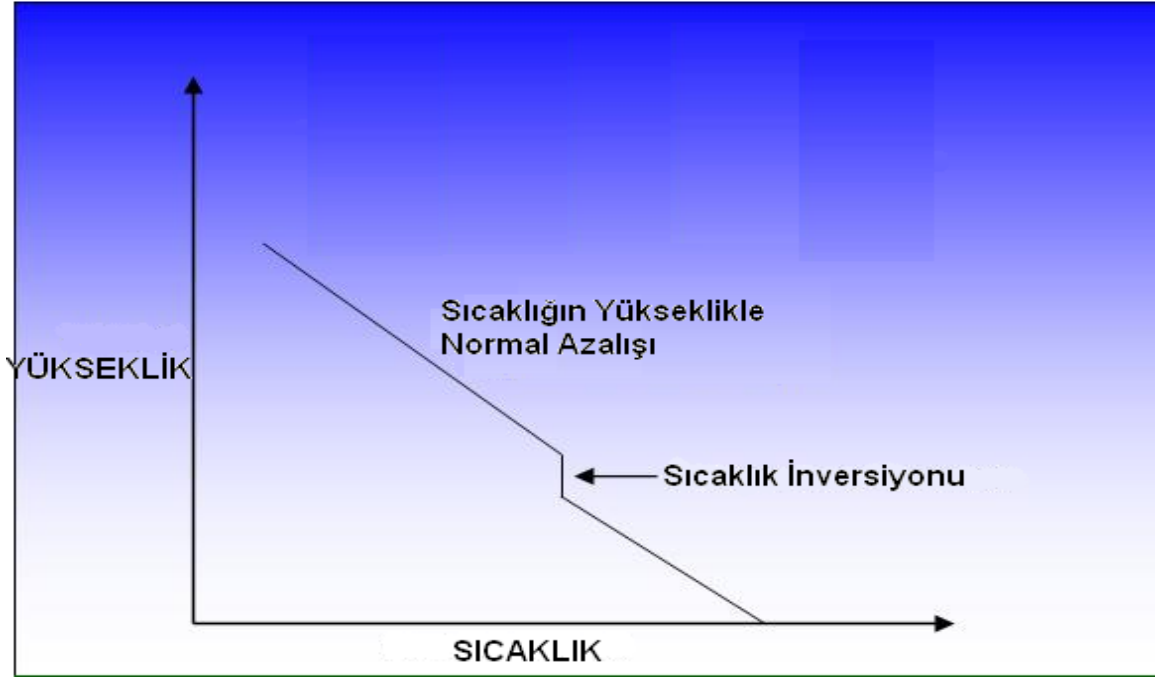 Sıcaklığın Yükseklikle
Normal Azalışı
YÜKSEKLİK
Sıcaklık İnversiyonu
SICAKLIK